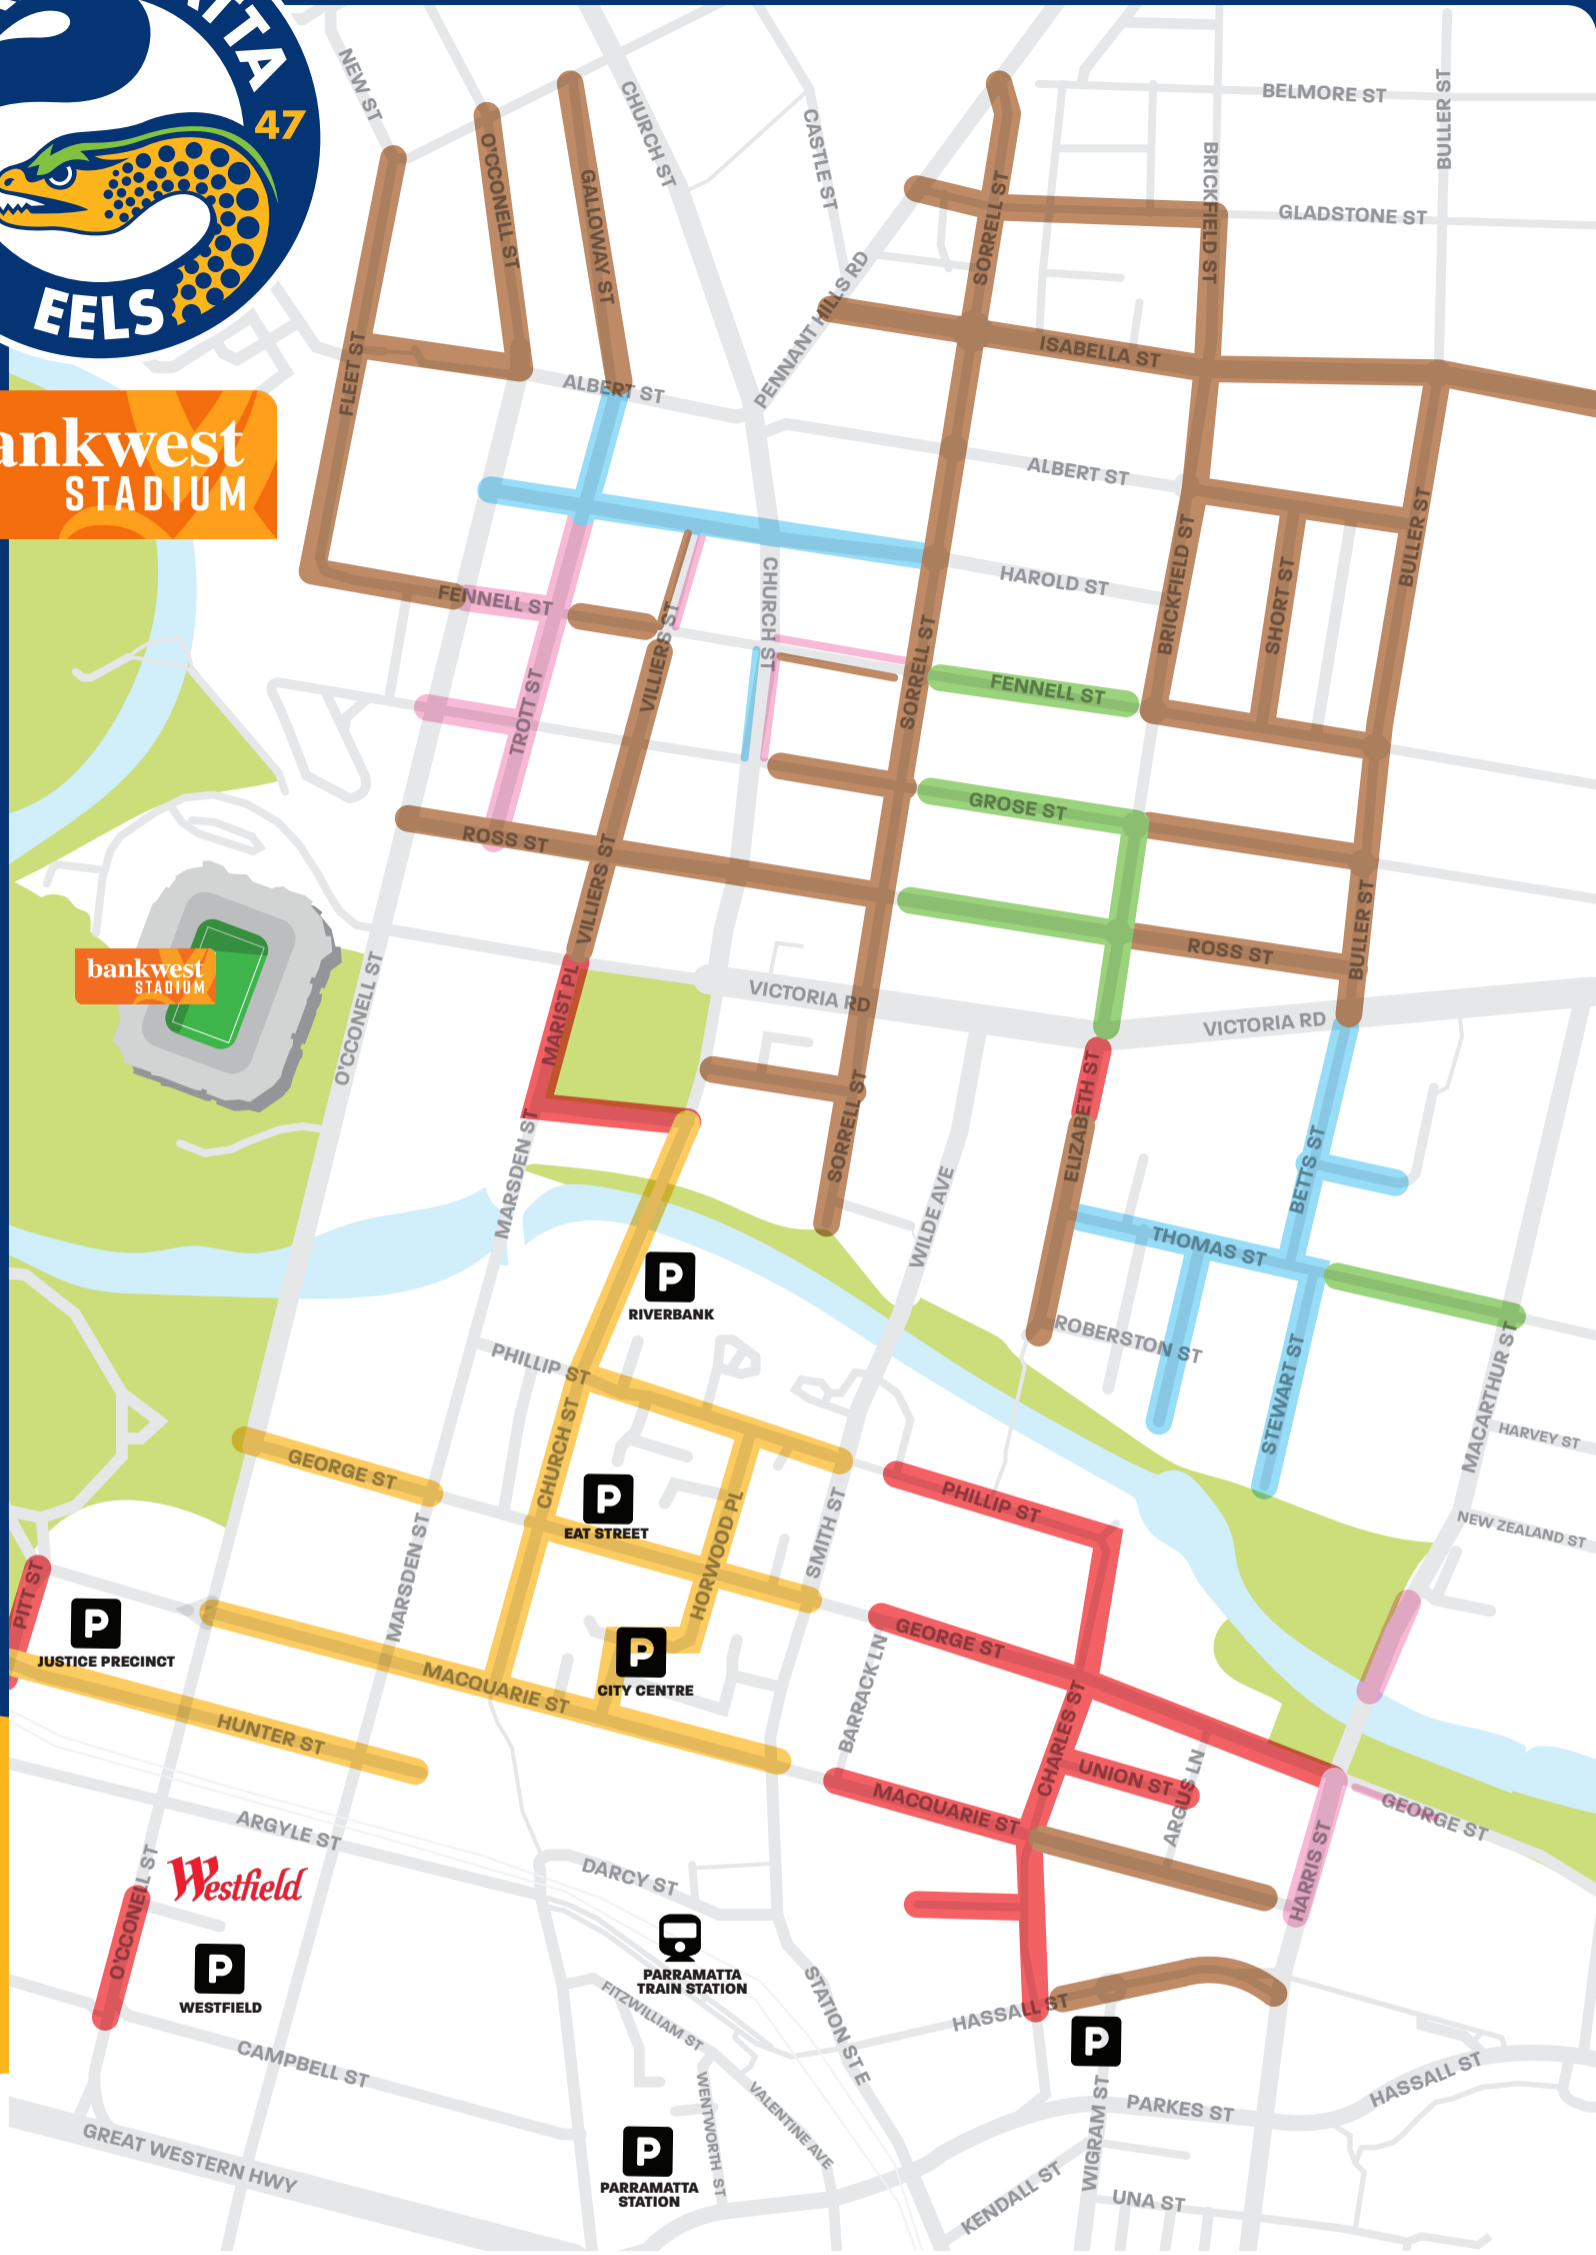 ITA
47
EELS
ankwest
STADIUM
NEW ST
O'CCONELL ST
GALLOWAY ST
CHURCH ST
CASTLE ST
PENNANT HILLS RD
SORRELL ST
BELMORE ST
BRICKFIELD ST
BULLER ST
GLADSTONE ST
ISABELLA ST
FLEET ST
ALBERT ST
ALBERT ST
HAROLD ST
BRICKFIELD ST
SHORT ST
BULLER ST
FENNELL ST
VILLIERS ST
CHURCH ST
SORRELL ST
FENNELL ST
TROTT ST
GROSE ST
ROSS ST
VILLIERS ST
ROSS ST
BULLER ST
bankwest
STADIUM
O'CCONELL ST
MARIST PL
VICTORIA RD
VICTORIA RD
MARSDEN ST
SORRELL ST
WILDE AVE
ELIZABETH ST
BETTS ST
THOMAS ST
ROBERSTON ST
STEWART ST
MACARTHUR ST
HARVEY ST
NEW ZEALAND ST
P
RIVERBANK
PHILLIP ST
CHURCH ST
GEORGE ST
P
EAT STREET
HORWOOD PL
SMITH ST
PHILLIP ST
MARSDEN ST
PITT ST
P
JUSTICE PRECINCT
P
CITY CENTRE
MACQUARIE ST
HUNTER ST
BARRACK LN
GEORGE ST
CHARLES ST
UNION ST
ARGUS LN
MACQUARIE ST
HARRIS ST
GEORGE ST
ARGYLE ST
O'CCONELL ST
Westfield
P
WESTFIELD
DARCY ST
PARRAMATTA
TRAIN STATION
FITZWILLIAM ST
STATION ST E
HASSALL ST
P
CAMPBELL ST
WENTWORTH ST
VALENTINE AVE
WIGRAM ST
PARKES ST
HASSALL ST
GREAT WESTERN HWY
P
PARRAMATTA
STATION
KENDALL ST
UNA ST